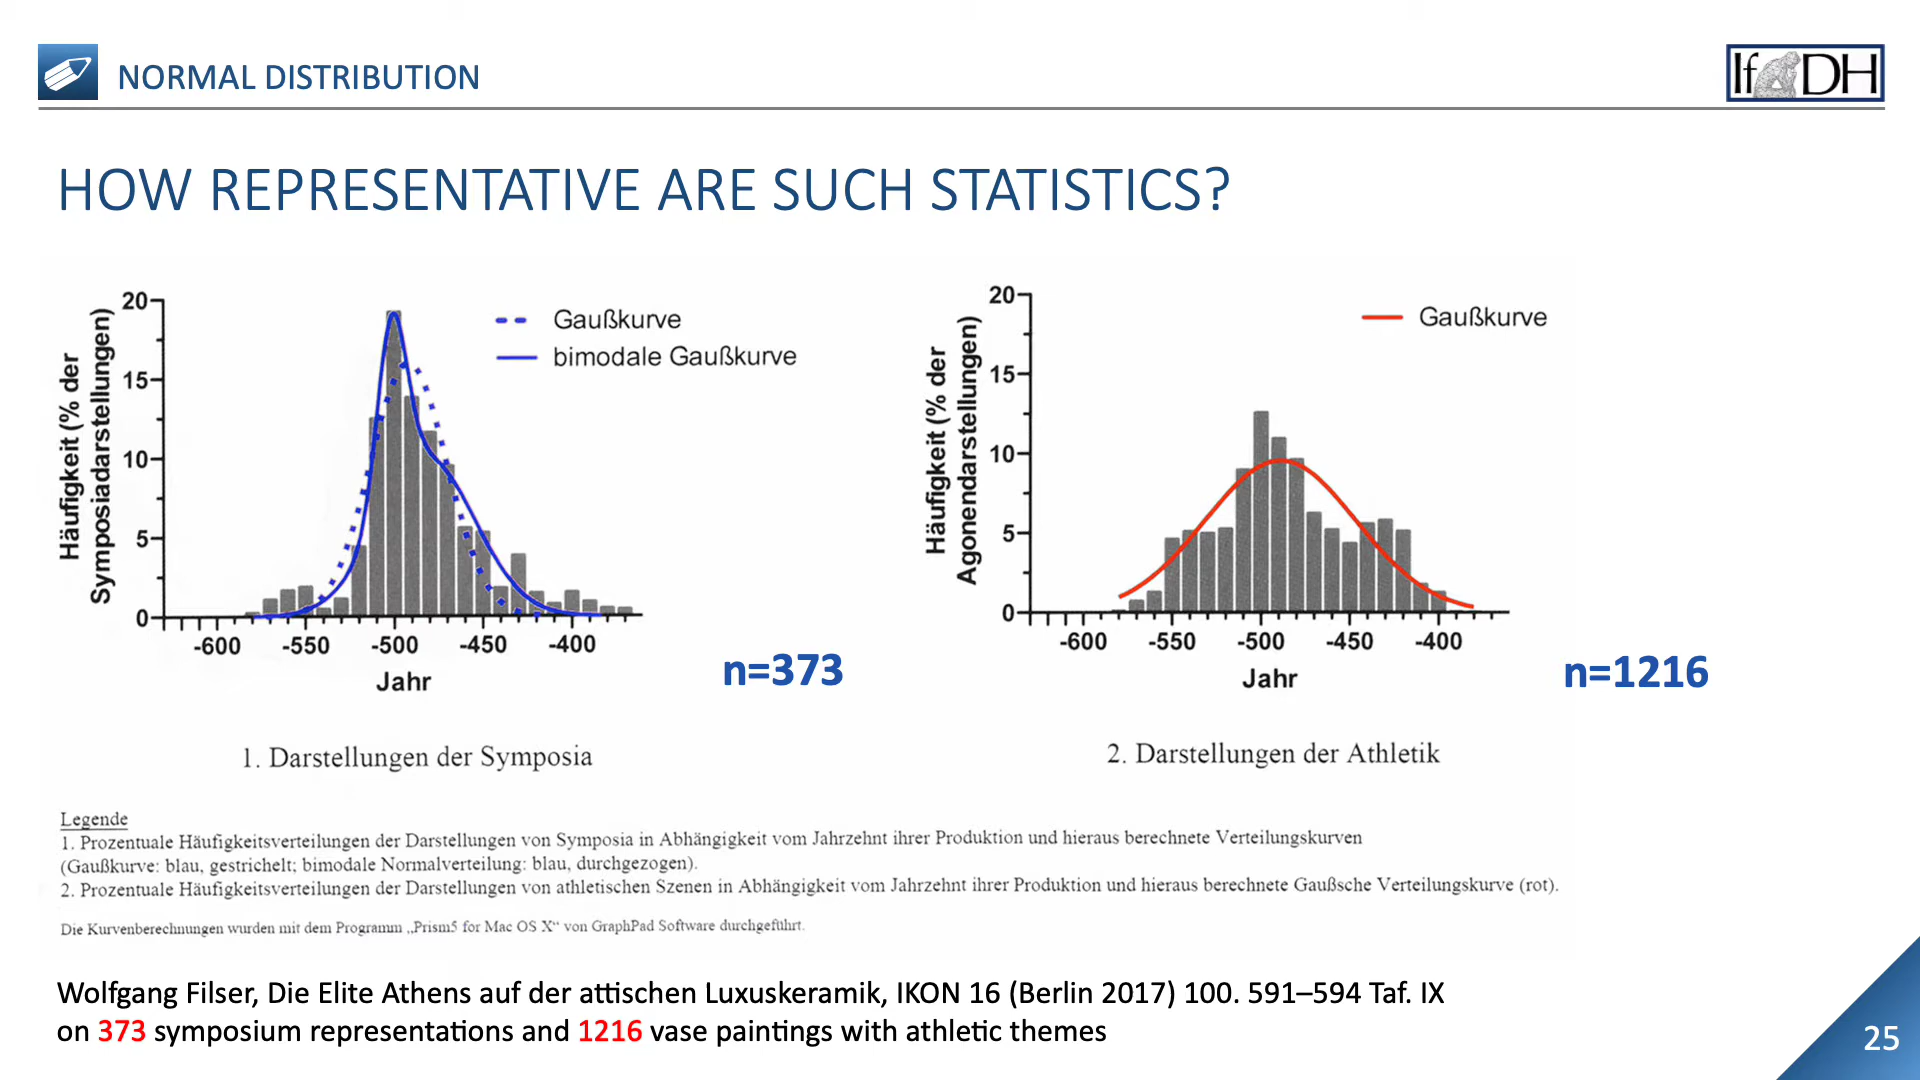 NORMAL DISTRIBUTION
If DH
HOW REPRESENTATIVE ARE SUCH STATISTICS?
Häufigkeit (% der
Symposiadarstellungen)
20
15
10
5
0
Gaußkurve
bimodale Gaußkurve
-600 -550 -500 -450 -400
Jahr
n=373
1. Darstellungen der Symposia
Häufigkeit (% der
Agonendarstellungen)
20
15
10
5
0
Gaußkurve
-600 -550 -500 -450 -400
Jahr
n=1216
2. Darstellungen der Athletik
Legende
1. Prozentuale Häufigkeitsverteilungen der Darstellungen von Symposia in Abhängigkeit vom Jahrzehnt ihrer Produktion und hieraus berechnete Verteilungskurven
(Gaußkurve: blau, gestrichelt; bimodale Normalverteilung: blau, durchgezogen).
2. Prozentuale Häufigkeitsverteilungen der Darstellungen von athletischen Szenen in Abhängigkeit vom Jahrzehnt ihrer Produktion und hieraus berechnete Gaußsche Verteilungskurve (rot).
Die Kurvenberechnungen wurden mit dem Programm „Prism5 for Mac OS X“ von GraphPad Software durchgeführt.
Wolfgang Filser, Die Elite Athens auf der attischen Luxuskeramik, IKON 16 (Berlin 2017) 100. 591–594 Taf. IX
on 373 symposium representations and 1216 vase paintings with athletic themes
25